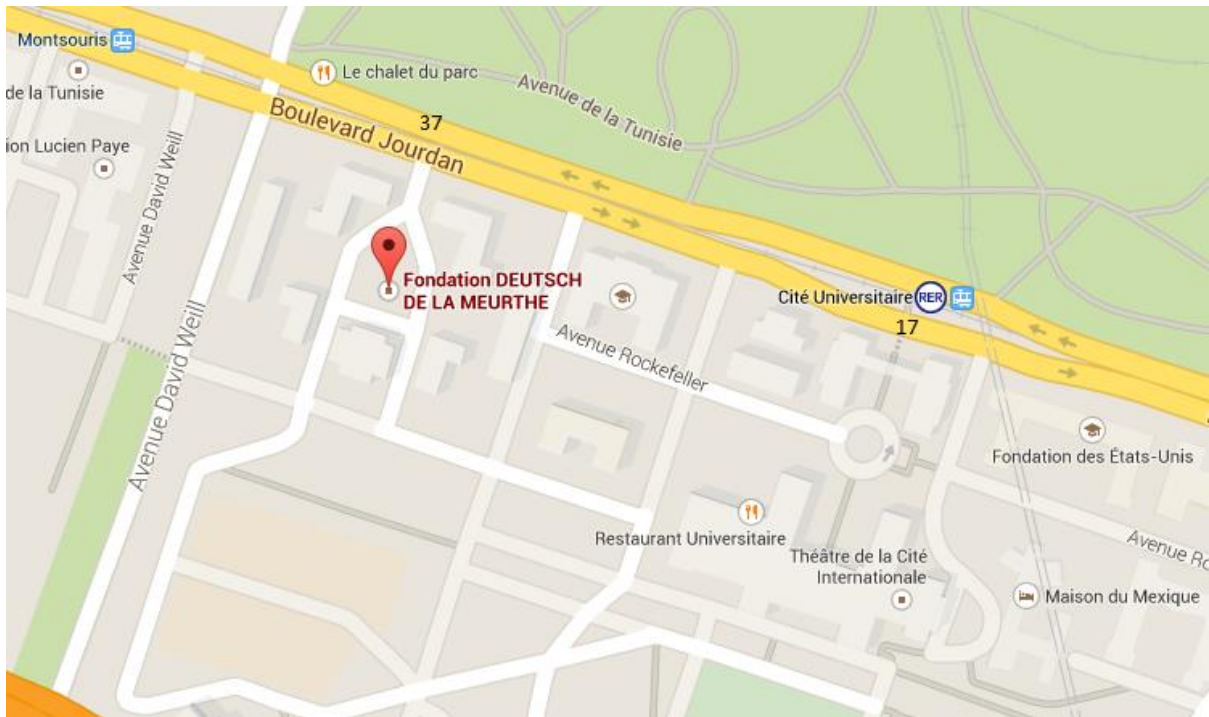 Montsouris
de la Tunisie
ion Lucien Paye
Le chalet du parc
Avenue de la Tunisie
37
Boulevard Jourdan
Avenue David Weill
Fondation DEUTSCH
DE LA MEURTHE
Cité Universitaire RER
17
Avenue Rockefeller
Avenue David Weill
Fondation des États-Unis
Restaurant Universitaire
Avenue Ro
Théâtre de la Cité
Internationale
Maison du Mexique